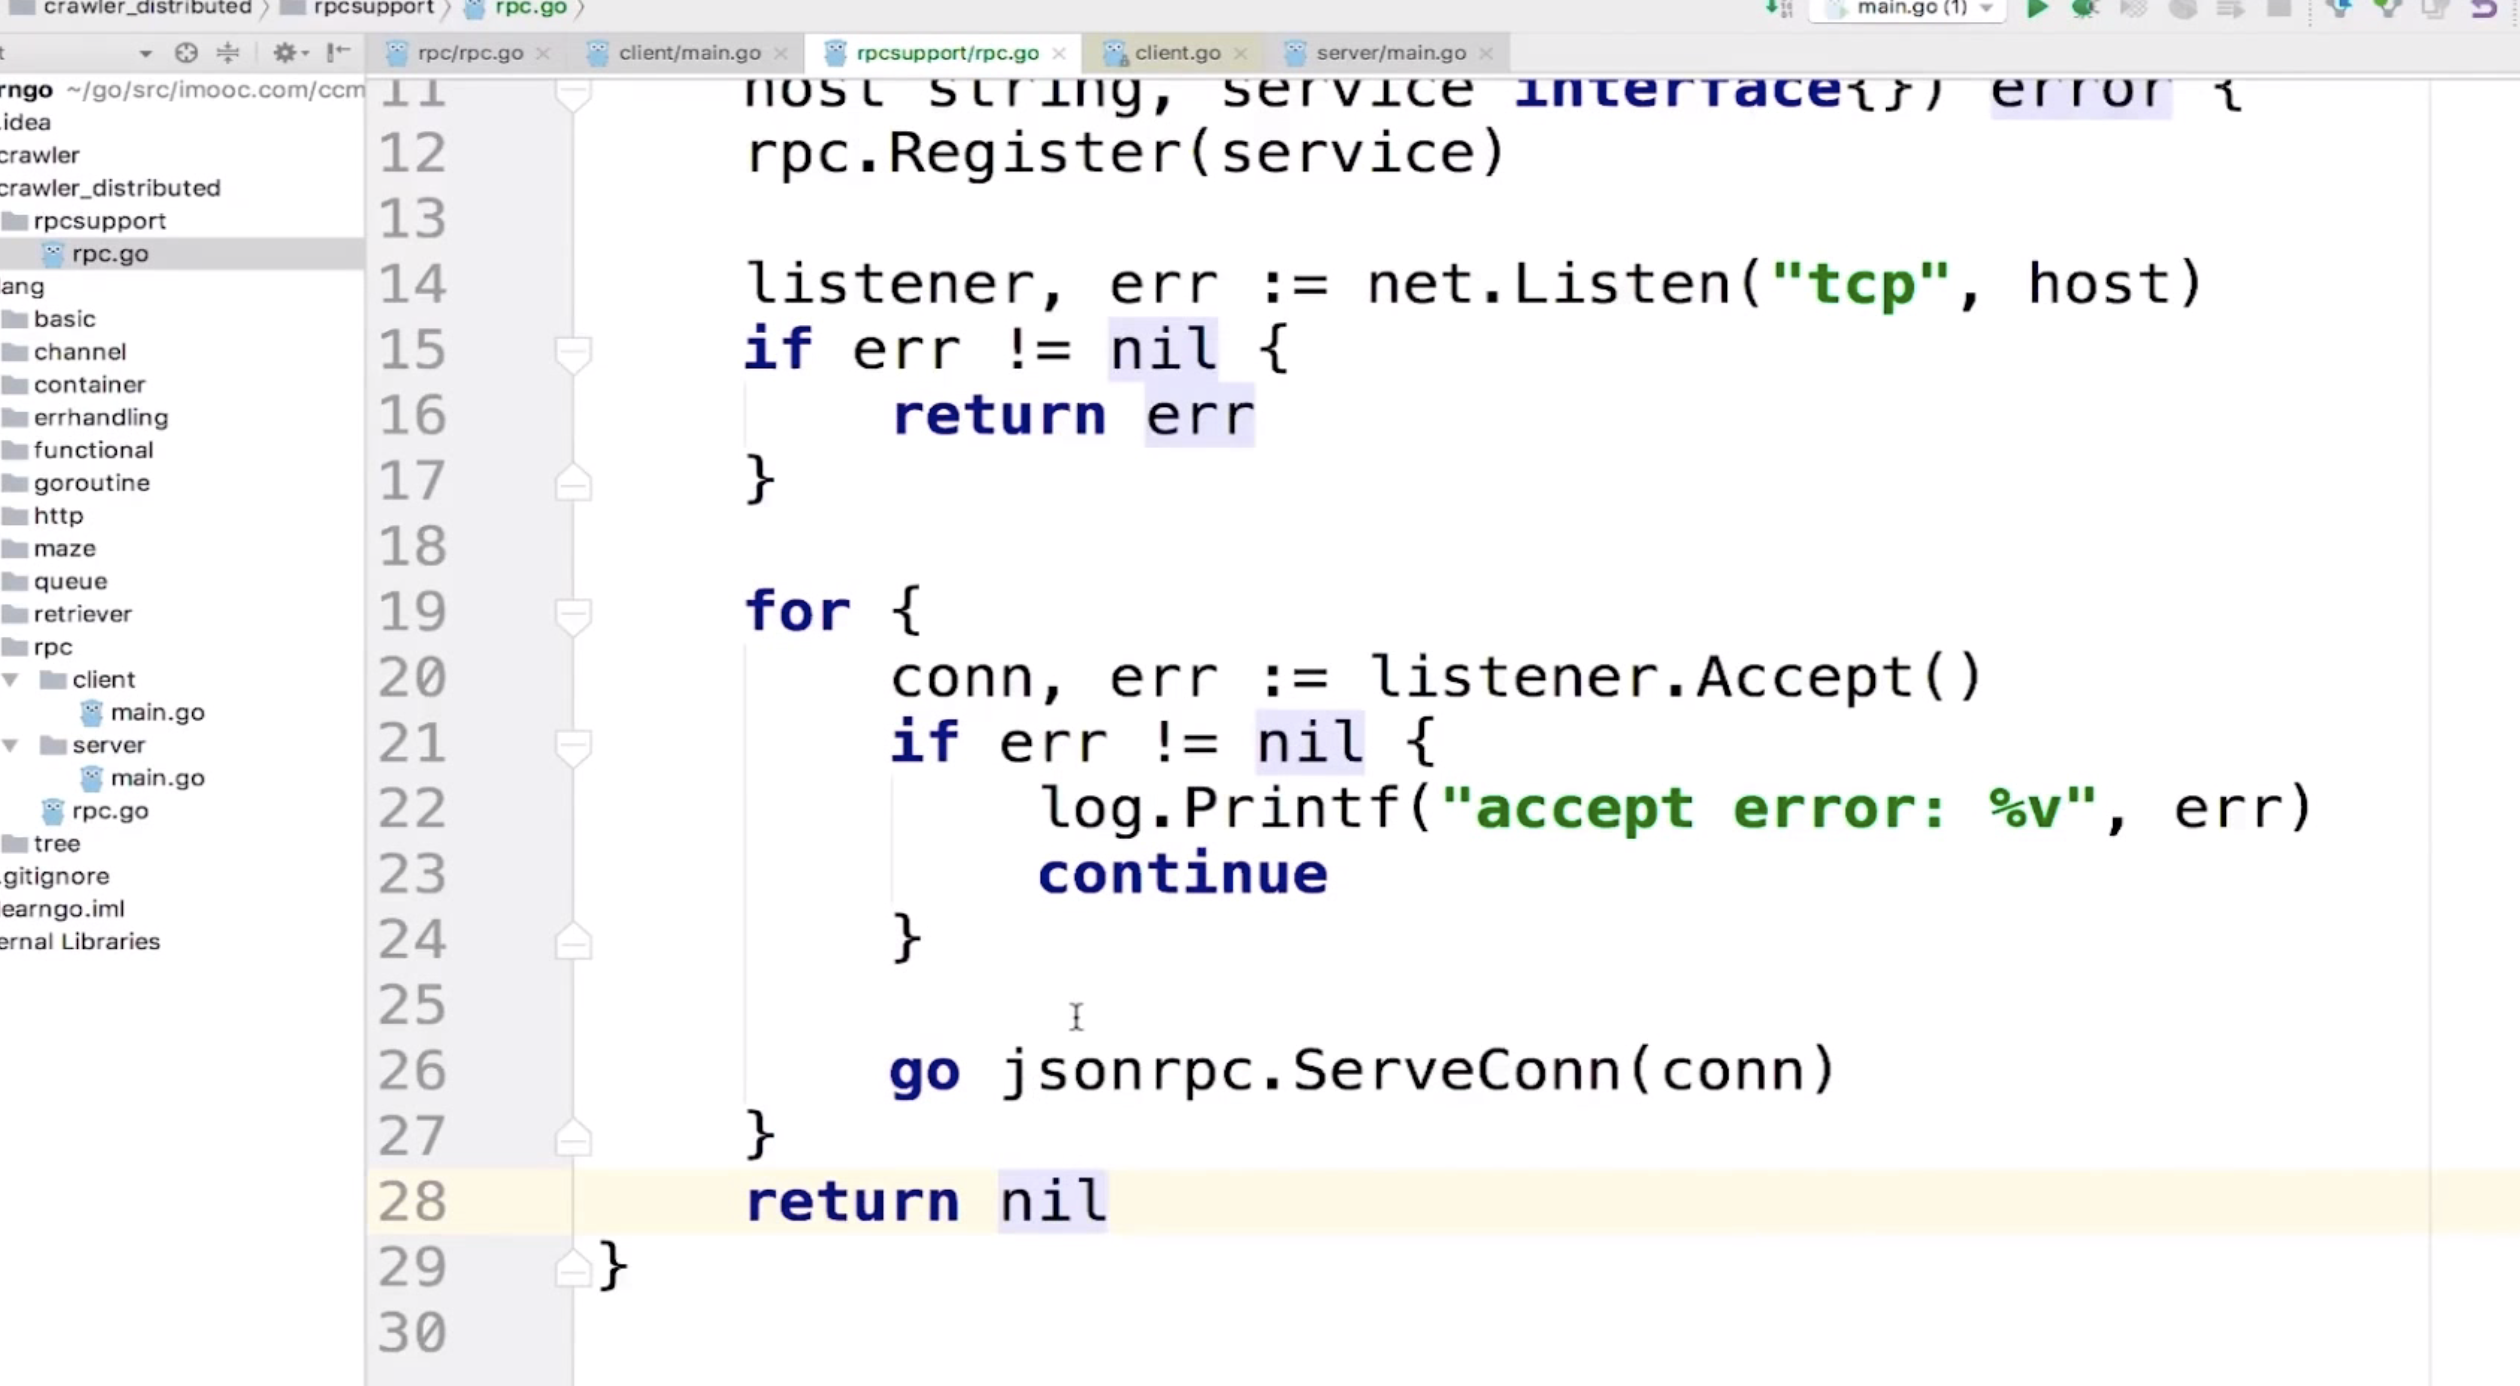 crawler_distributed rpcsupport rpc.go
main.go (1)
rpc/rpc.go client/main.go rpcsupport/rpc.go client.go server/main.go
rngo ~/go/src/imooc.com/ccm
.idea
crawler
crawler_distributed
rpcsupport
rpc.go
lang
basic
channel
container
errhandling
functional
goroutine
http
maze
queue
retriever
rpc
client
main.go
server
main.go
rpc.go
tree
.gitignore
learngo.iml
ernal Libraries
11 host string, service interface{}) error {
12 rpc.Register(service)
13
14 listener, err := net.Listen("tcp", host)
15 if err != nil {
16 return err
17 }
18
19 for {
20 conn, err := listener.Accept()
21 if err != nil {
22 log.Printf("accept error: %v", err)
23 continue
24 }
25
26 go jsonrpc.ServeConn(conn)
27 }
28 return nil
29 }
30